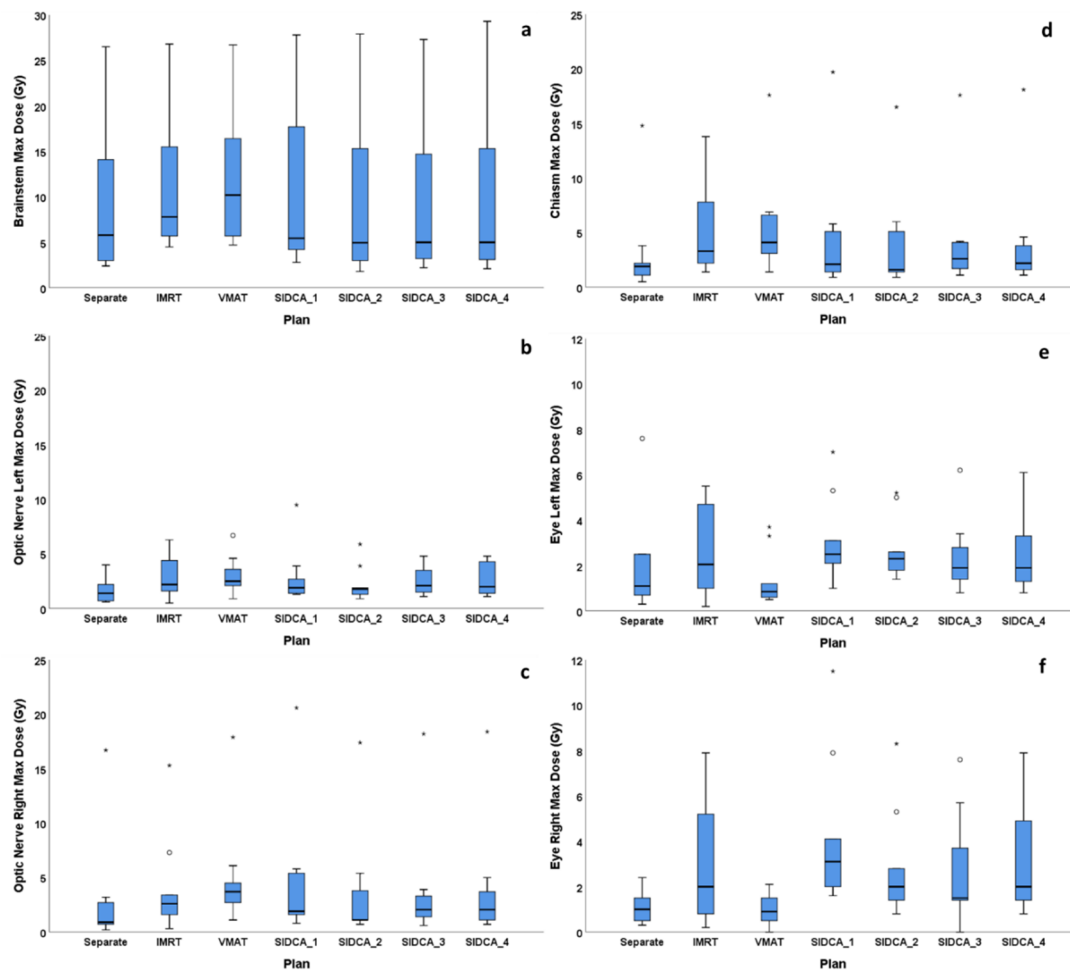 a
Brainstem Max Dose (Gy)
30
25
20
15
10
5
0
Separate IMRT VMAT SIDCA_1 SIDCA_2 SIDCA_3 SIDCA_4
Plan
d
Chiasm Max Dose (Gy)
25
20
15
10
5
0
Separate IMRT VMAT SIDCA_1 SIDCA_2 SIDCA_3 SIDCA_4
Plan
b
Optic Nerve Left Max Dose (Gy)
25
20
15
10
5
0
Separate IMRT VMAT SIDCA_1 SIDCA_2 SIDCA_3 SIDCA_4
Plan
e
Eye Left Max Dose (Gy)
12
10
8
6
4
2
0
Separate IMRT VMAT SIDCA_1 SIDCA_2 SIDCA_3 SIDCA_4
Plan
c
Optic Nerve Right Max Dose (Gy)
25
20
15
10
5
0
Separate IMRT VMAT SIDCA_1 SIDCA_2 SIDCA_3 SIDCA_4
Plan
f
Eye Right Max Dose (Gy)
12
10
8
6
4
2
0
Separate IMRT VMAT SIDCA_1 SIDCA_2 SIDCA_3 SIDCA_4
Plan